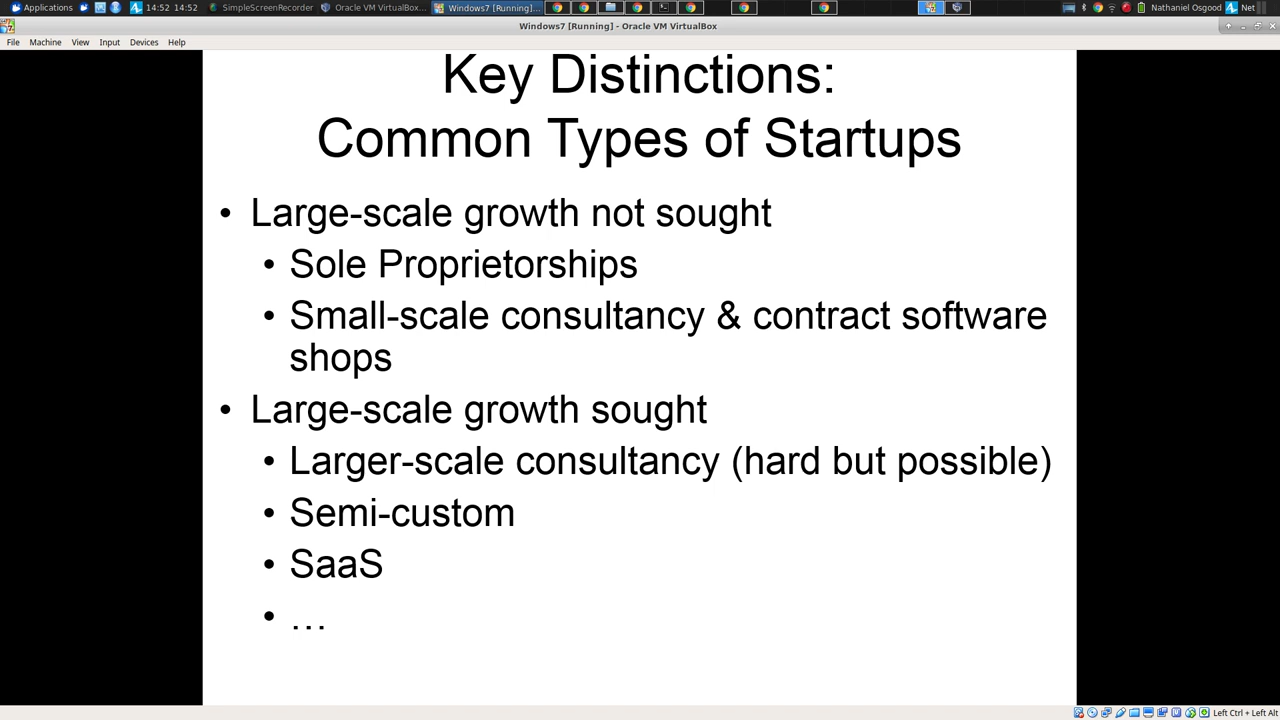 Applications
14:52 14:52
SimpleScreenRecorder
Oracle VM VirtualBox...
Windows7 [Running]...
Nathaniel Osgood
Net
Windows7 [Running] - Oracle VM VirtualBox
File Machine View Input Devices Help
Key Distinctions:
Common Types of Startups
• Large-scale growth not sought
• Sole Proprietorships
• Small-scale consultancy & contract software
shops
• Large-scale growth sought
• Larger-scale consultancy (hard but possible)
• Semi-custom
• SaaS
• …
Left Ctrl + Left Alt